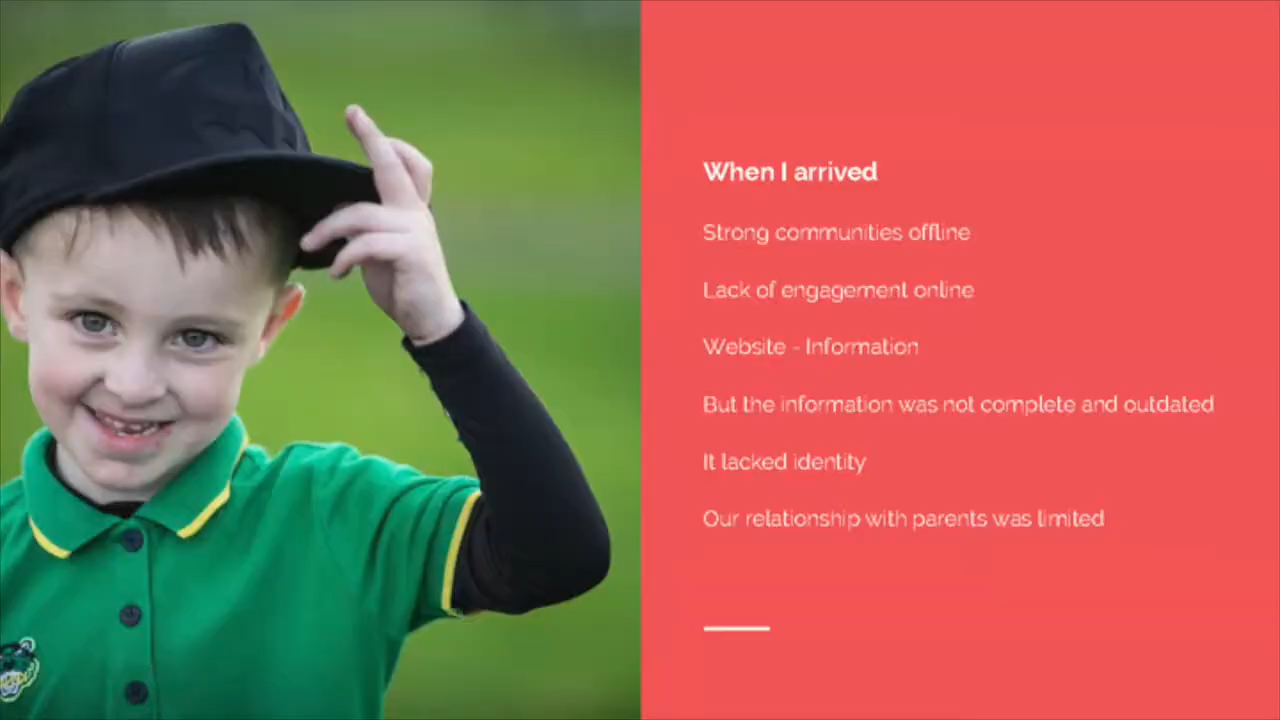 When I arrived
Strong communities offline
Lack of engagement online
Website - Information
But the information was not complete and outdated
It lacked identity
Our relationship with parents was limited